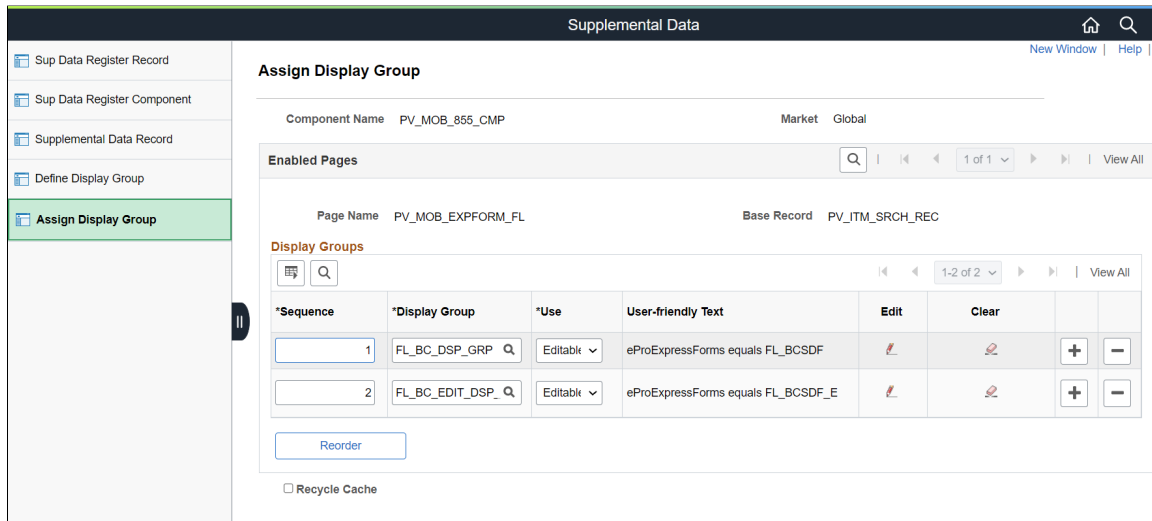 Supplemental Data
New Window | Help |
Sup Data Register Record
Sup Data Register Component
Supplemental Data Record
Define Display Group
Assign Display Group
Assign Display Group
Component Name PV_MOB_855_CMP Market Global
Enabled Pages 1 of 1 | View All
Page Name PV_MOB_EXPFORM_FL Base Record PV_ITM_SRCH_REC
Display Groups
1-2 of 2 | View All
*Sequence *Display Group *Use User-friendly Text Edit Clear
1 FL_BC_DSP_GRP Editable eProExpressForms equals FL_BCSDF
2 FL_BC_EDIT_DSP_ Editable eProExpressForms equals FL_BCSDF_E
Reorder
Recycle Cache